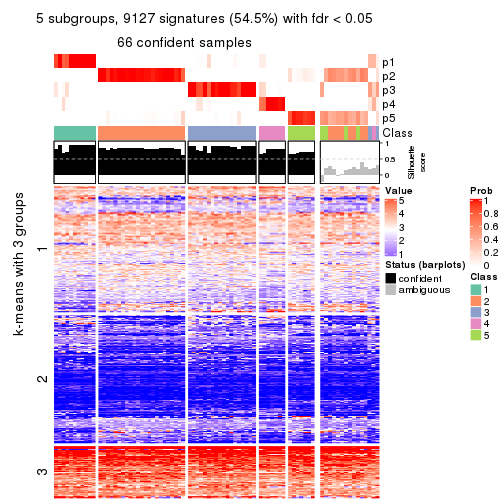 5 subgroups, 9127 signatures (54.5%) with fdr < 0.05
66 confident samples
p1
p2
p3
p4
p5
Class
1
0.5
0
Silhouette
score
k-means with 3 groups
1
2
3
Value
5
4
3
2
1
Status (barplots)
confident
ambiguous
Prob
1
0.8
0.6
0.4
0.2
0
Class
1
2
3
4
5